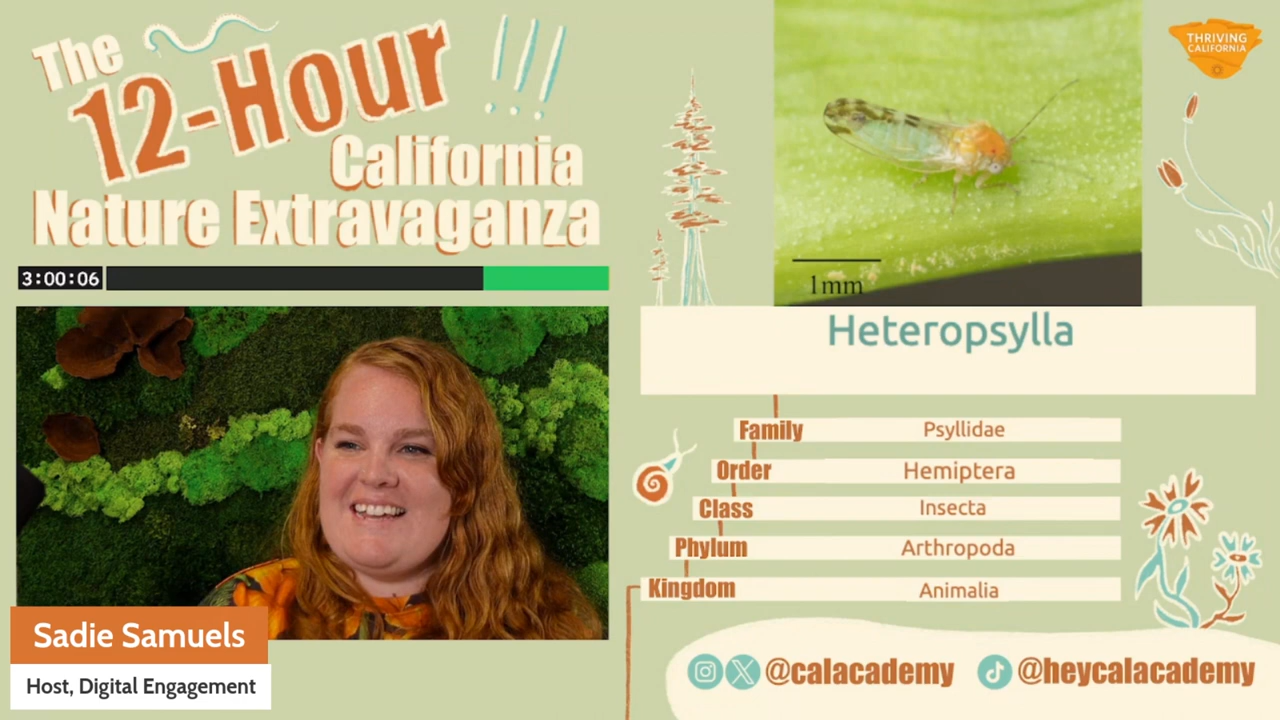 The
12-Hour
!!!
California
Nature Extravaganza
THRIVING
CALIFORNIA
3:00:06
1mm
Heteropsylla
Family Psyllidae
Order Hemiptera
Class Insecta
Phylum Arthropoda
Kingdom Animalia
Sadie Samuels
Host, Digital Engagement
@calacademy @heycalacademy